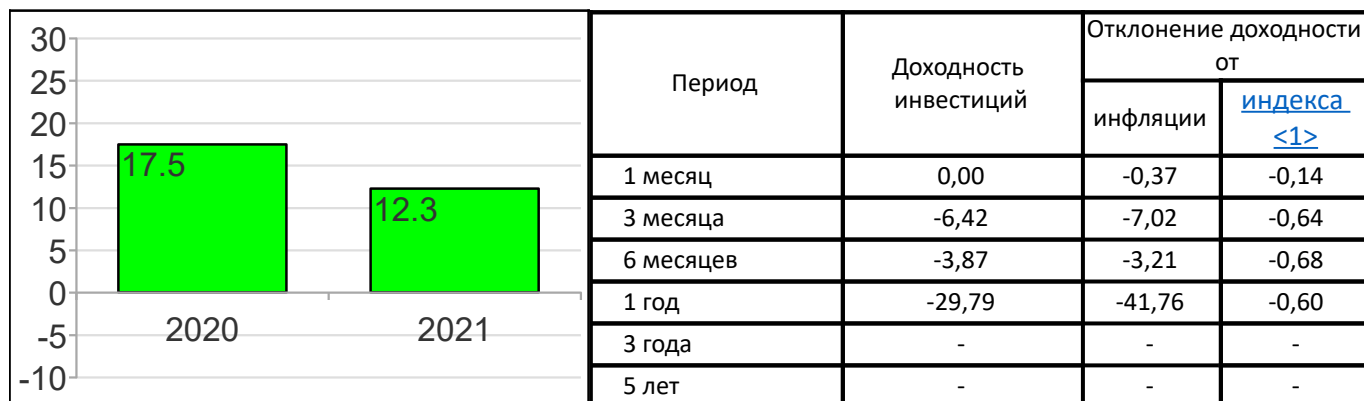 30
25
20
15
10
5
0
-5
-10
17.5
12.3
2020 2021
Период
Доходность
инвестиций
Отклонение доходности
от
инфляции
индекса
<1>
1 месяц 0,00 -0,37 -0,14
3 месяца -6,42 -7,02 -0,64
6 месяцев -3,87 -3,21 -0,68
1 год -29,79 -41,76 -0,60
3 года - - -
5 лет - - -